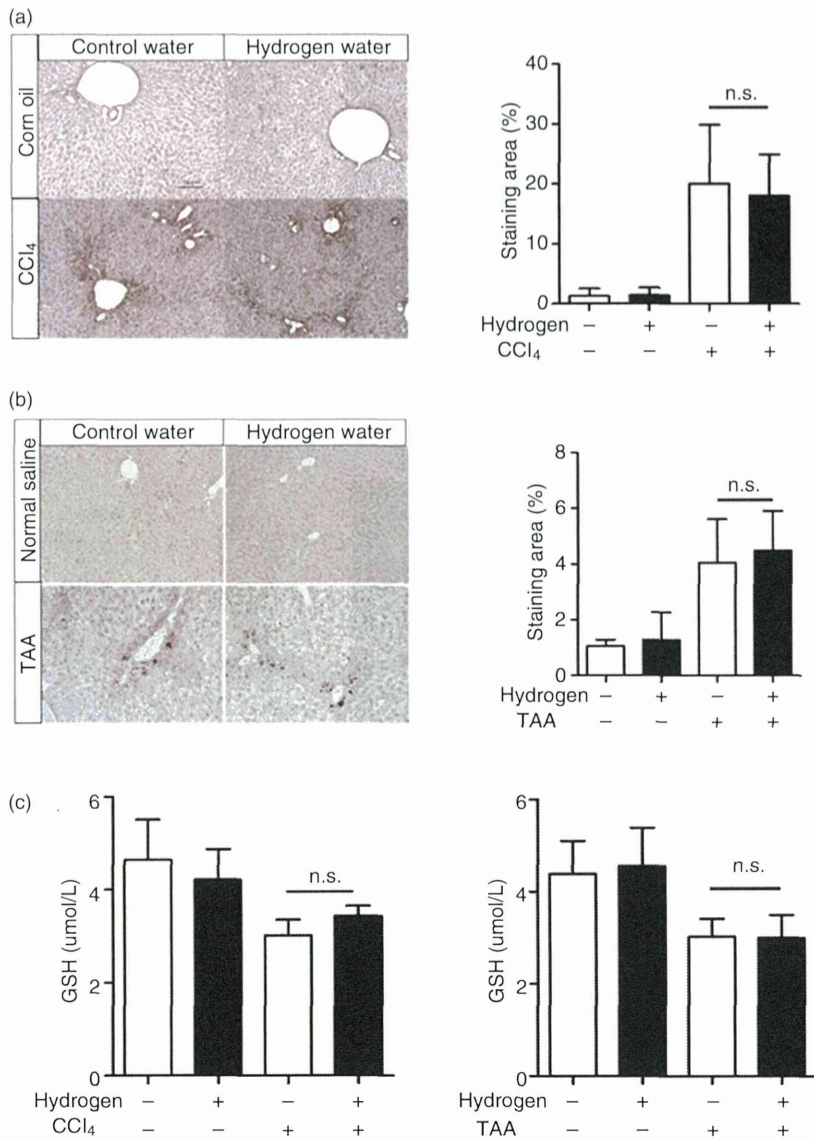 (a)
Control water Hydrogen water
Corn oil
CCl₄
40
30
20
10
0
Staining area (%)
n.s.
Hydrogen − + − +
CCl₄ − − + +
(b)
Control water Hydrogen water
Normal saline
TAA
8
6
4
2
0
Staining area (%)
n.s.
Hydrogen − + − +
TAA − − + +
(c)
6
4
2
0
GSH (umol/L)
n.s.
Hydrogen − + − +
CCl₄ − − + +
6
4
2
0
GSH (umol/L)
n.s.
Hydrogen − + − +
TAA − − + +